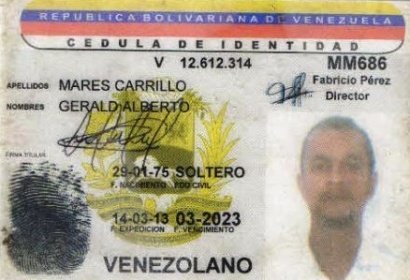 REPUBLICA BOLIVARIANA DE VENEZUELA
CEDULA DE IDENTIDAD
V 12.612.314 MM686
APELLIDOS MARES CARRILLO
Fabricio Pérez
Director
NOMBRES GERALD ALBERTO
FIRMA TITULAR
29-01-75 SOLTERO
F. NACIMIENTO EDO CIVIL
14-03-13 03-2023
F. EXPEDICION F. VENCIMIENTO
VENEZOLANO